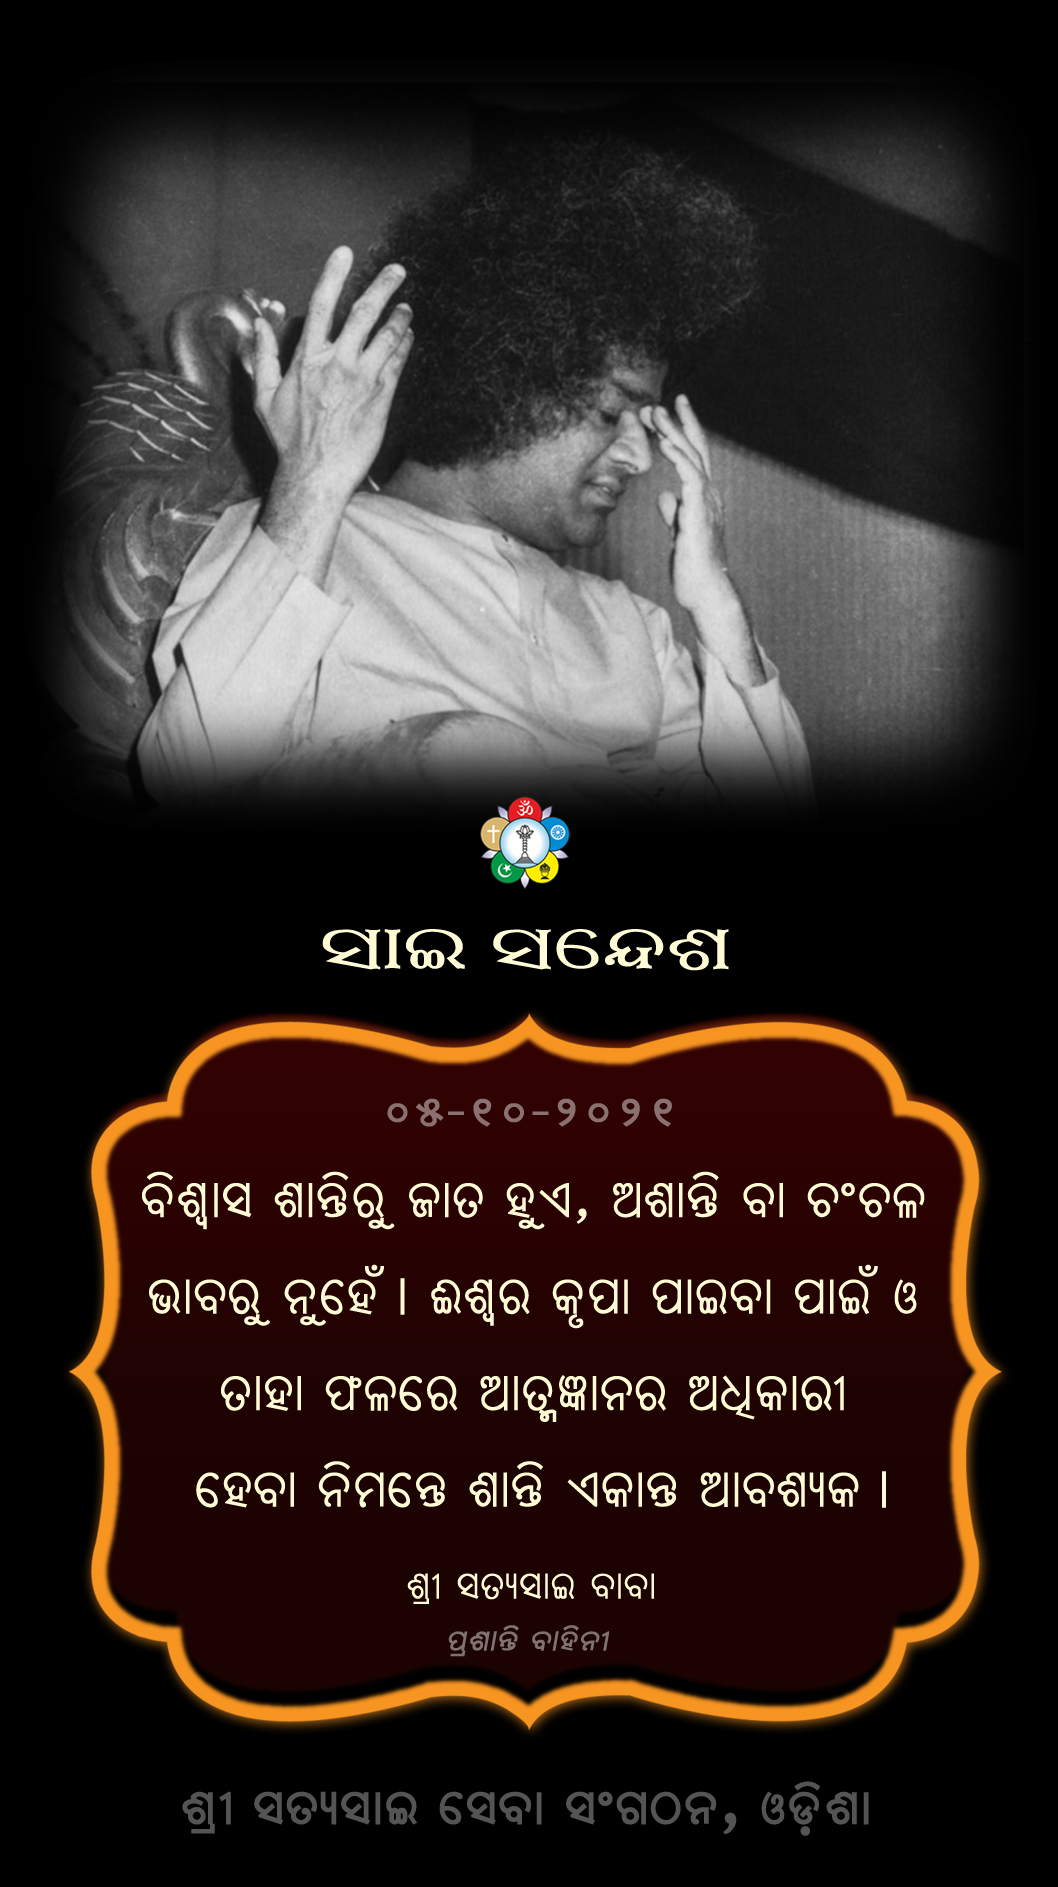 ସାଇ ସନ୍ଦେଶ
୦୫-୧୦-୨୦୨୧
ବିଶ୍ୱାସ ଶାନ୍ତିରୁ ଜାତ ହୁଏ, ଅଶାନ୍ତି ବା ଚଂଚଳ
ଭାବରୁ ନୁହେଁ । ଈଶ୍ୱର କୃପା ପାଇବା ପାଇଁ ଓ
ତାହା ଫଳରେ ଆତ୍ମଜ୍ଞାନର ଅଧିକାରୀ
ହେବା ନିମନ୍ତେ ଶାନ୍ତି ଏକାନ୍ତ ଆବଶ୍ୟକ ।
ଶ୍ରୀ ସତ୍ୟସାଇ ବାବା
ପ୍ରଶାନ୍ତି ବାହିନୀ
ଶ୍ରୀ ସତ୍ୟସାଇ ସେବା ସଂଗଠନ, ଓଡ଼ିଶା